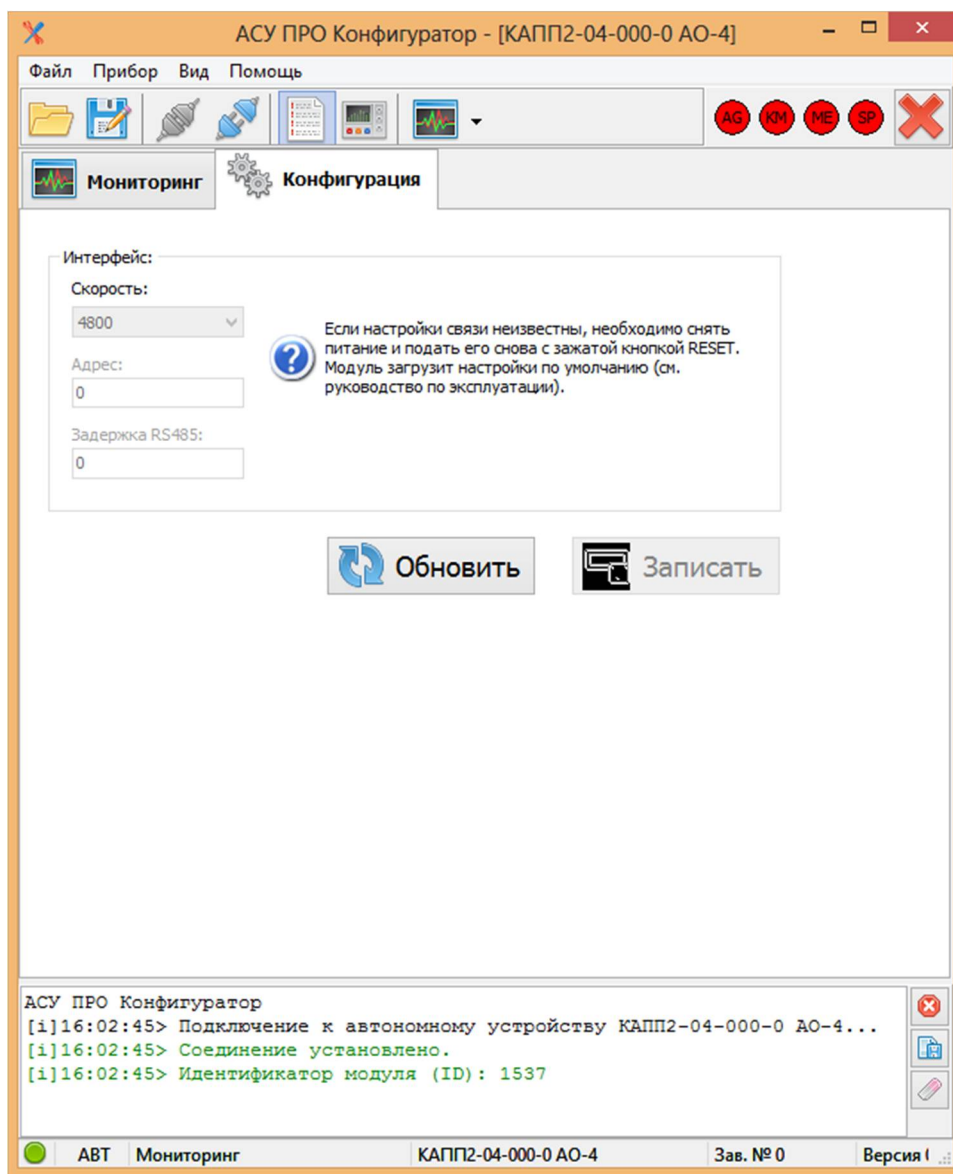 АСУ ПРО Конфигуратор - [КАПП2-04-000-0 АО-4]
Файл Прибор Вид Помощь
AG KM ME SP
Мониторинг Конфигурация
Интерфейс:
Скорость:
4800
Адрес:
0
Задержка RS485:
0
Если настройки связи неизвестны, необходимо снять
питание и подать его снова с зажатой кнопкой RESET.
Модуль загрузит настройки по умолчанию (см.
руководство по эксплуатации).
Обновить Записать
АСУ ПРО Конфигуратор
[i]16:02:45> Подключение к автономному устройству КАПП2-04-000-0 АО-4...
[i]16:02:45> Соединение установлено.
[i]16:02:45> Идентификатор модуля (ID): 1537
АВТ Мониторинг КАПП2-04-000-0 АО-4 Зав. № 0 Версия